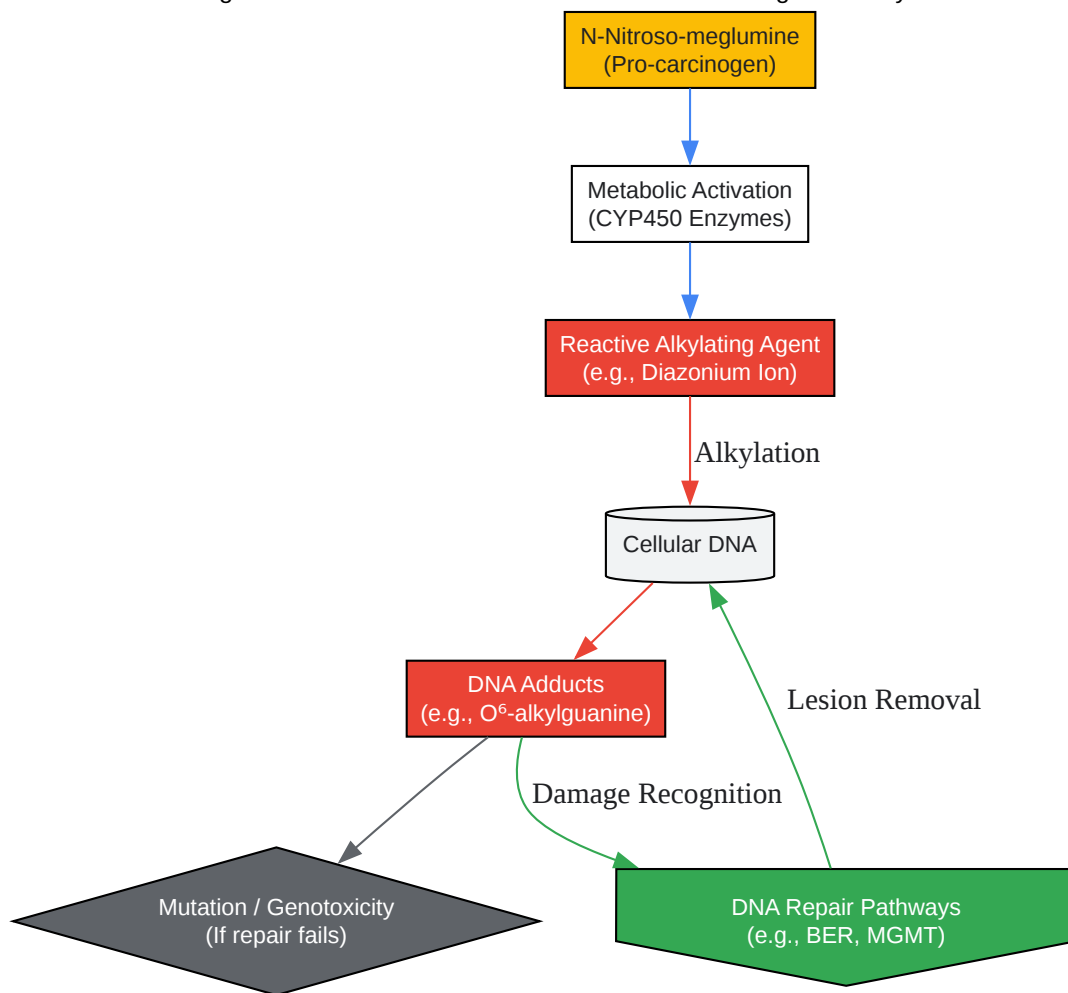 N-Nitroso-meglumine
(Pro-carcinogen)
Metabolic Activation
(CYP450 Enzymes)
Reactive Alkylating Agent
(e.g., Diazonium Ion)
Alkylation
Cellular DNA
DNA Adducts
(e.g., O⁶-alkylguanine)
Lesion Removal
Damage Recognition
Mutation / Genotoxicity
(If repair fails)
DNA Repair Pathways
(e.g., BER, MGMT)